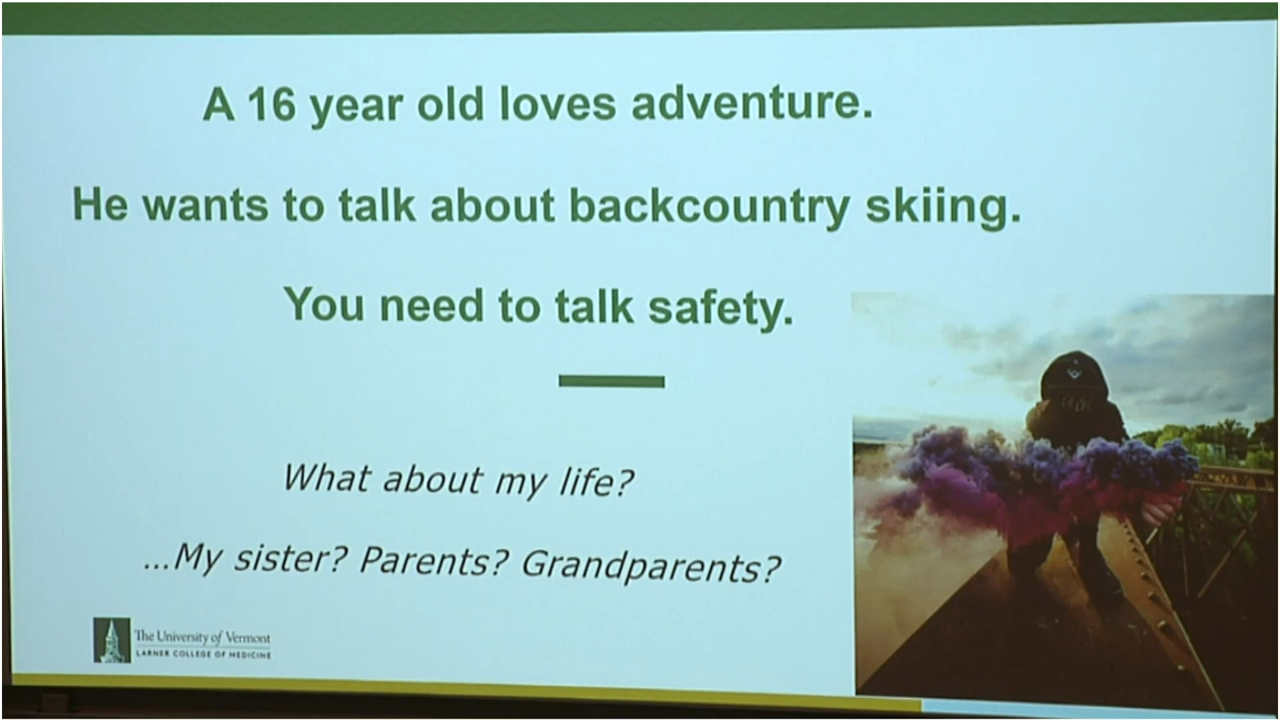 A 16 year old loves adventure.
He wants to talk about backcountry skiing.
You need to talk safety.
What about my life?
...My sister? Parents? Grandparents?
The University of Vermont
LARNER COLLEGE OF MEDICINE